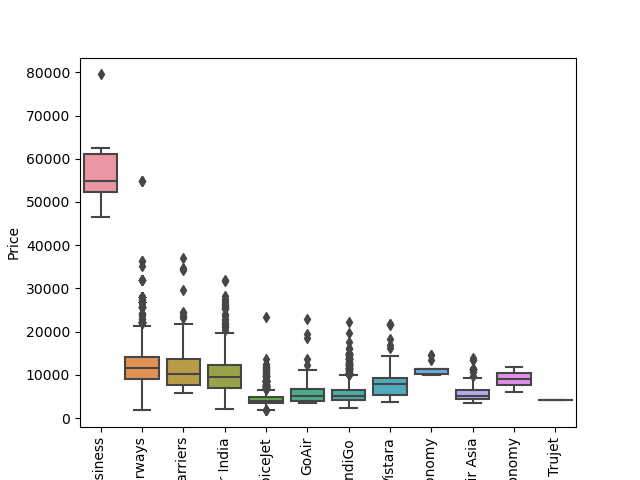 80000
70000
60000
50000
40000
30000
20000
10000
0
Price
siness
rways
arriers
r India
piceJet
GoAir
ndiGo
Vistara
onomy
ir Asia
onomy
Trujet